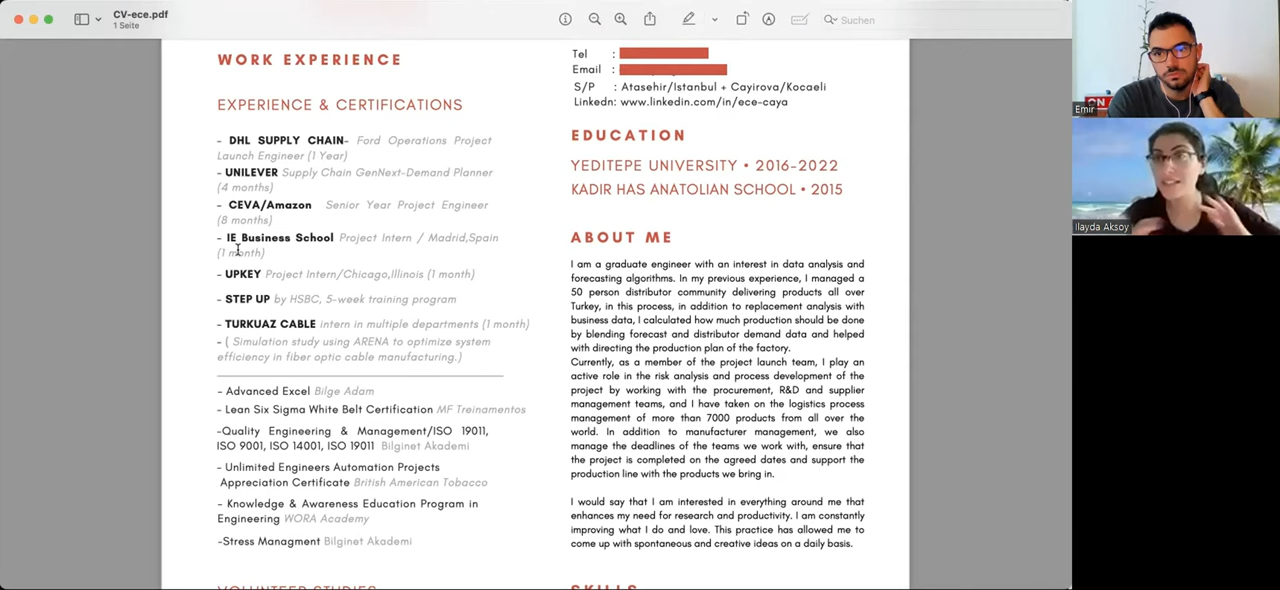 CV-ece.pdf
1 Seite
Suchen
WORK EXPERIENCE
EXPERIENCE & CERTIFICATIONS
- DHL SUPPLY CHAIN- Ford Operations Project
Launch Engineer (1 Year)
- UNILEVER Supply Chain GenNext-Demand Planner
(4 months)
- CEVA/Amazon Senior Year Project Engineer
(8 months)
- IE Business School Project Intern / Madrid,Spain
(1 month)
- UPKEY Project Intern/Chicago,Illinois (1 month)
- STEP UP by HSBC, 5-week training program
- TURKUAZ CABLE intern in multiple departments (1 month)
- ( Simulation study using ARENA to optimize system
efficiency in fiber optic cable manufacturing.)
- Advanced Excel Bilge Adam
- Lean Six Sigma White Belt Certification MF Treinamentos
-Quality Engineering & Management/ISO 19011,
ISO 9001, ISO 14001, ISO 19011 Bilginet Akademi
- Unlimited Engineers Automation Projects
Appreciation Certificate British American Tobacco
- Knowledge & Awareness Education Program in
Engineering WORA Academy
-Stress Managment Bilginet Akademi
VOLUNTEER STUDIES
Tel :
Email :
S/P : Atasehir/Istanbul + Cayirova/Kocaeli
Linkedn: www.linkedin.com/in/ece-caya
EDUCATION
YEDITEPE UNIVERSITY • 2016-2022
KADIR HAS ANATOLIAN SCHOOL • 2015
ABOUT ME
I am a graduate engineer with an interest in data analysis and
forecasting algorithms. In my previous experience, I managed a
50 person distributor community delivering products all over
Turkey, in this process, in addition to replacement analysis with
business data, I calculated how much production should be done
by blending forecast and distributor demand data and helped
with directing the production plan of the factory.
Currently, as a member of the project launch team, I play an
active role in the risk analysis and process development of the
project by working with the procurement, R&D and supplier
management teams, and I have taken on the logistics process
management of more than 7000 products from all over the
world. In addition to manufacturer management, we also
manage the deadlines of the teams we work with, ensure that
the project is completed on the agreed dates and support the
production line with the products we bring in.
I would say that I am interested in everything around me that
enhances my need for research and productivity. I am constantly
improving what I do and love. This practice has allowed me to
come up with spontaneous and creative ideas on a daily basis.
SKILLS
ON
Emir
Ilayda Aksoy